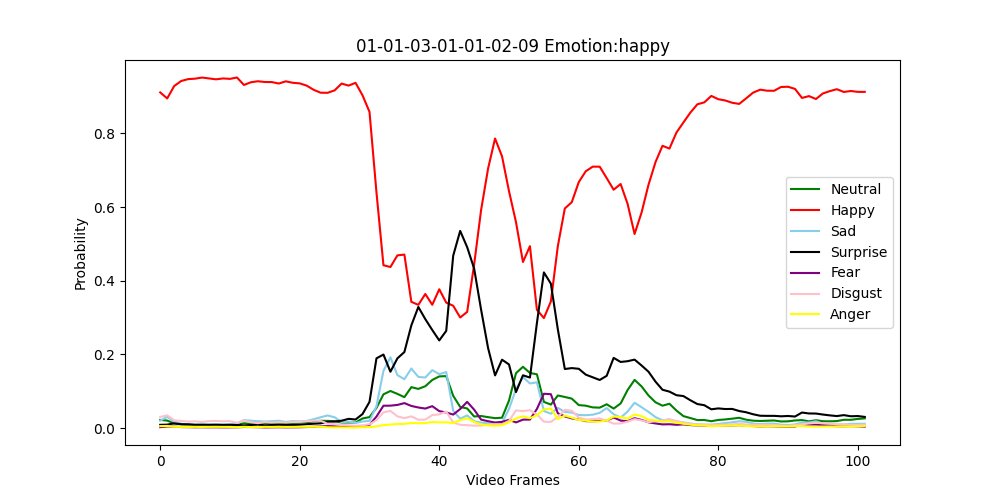 01-01-03-01-01-02-09 Emotion:happy
Probability
0.8
0.6
0.4
0.2
0.0
Neutral
Happy
Sad
Surprise
Fear
Disgust
Anger
0 20 40 60 80 100
Video Frames